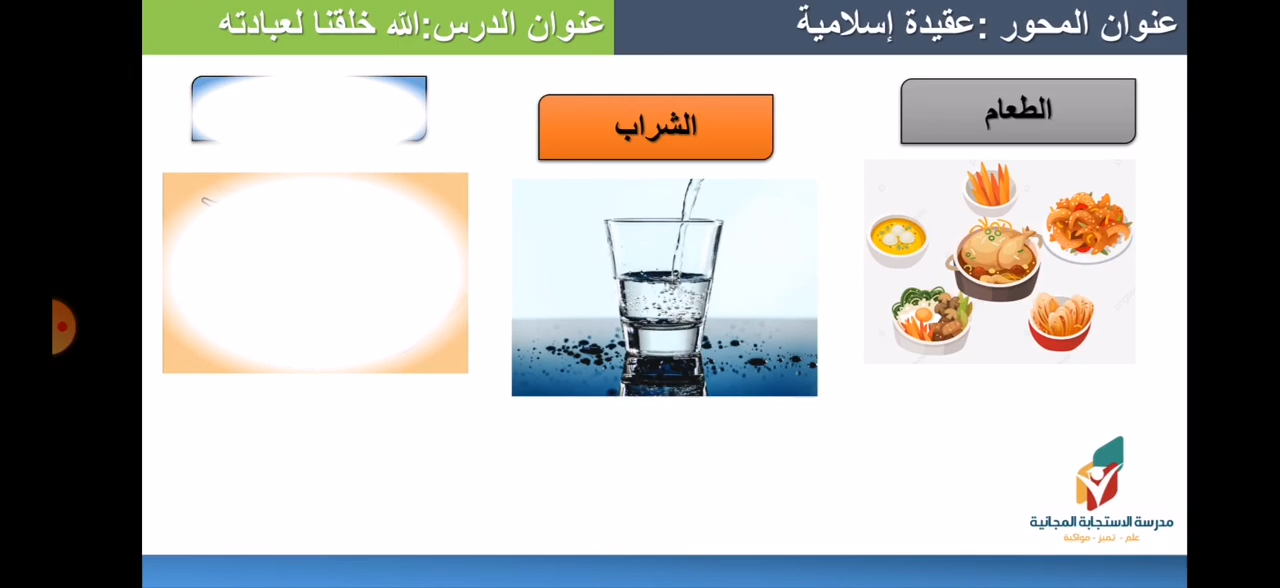 عنوان المحور :عقيدة إسلامية
عنوان الدرس:الله خلقنا لعبادته
الطعام
الشراب
مدرسة الاستجابة المجانية
علم - تميز - مواكبة